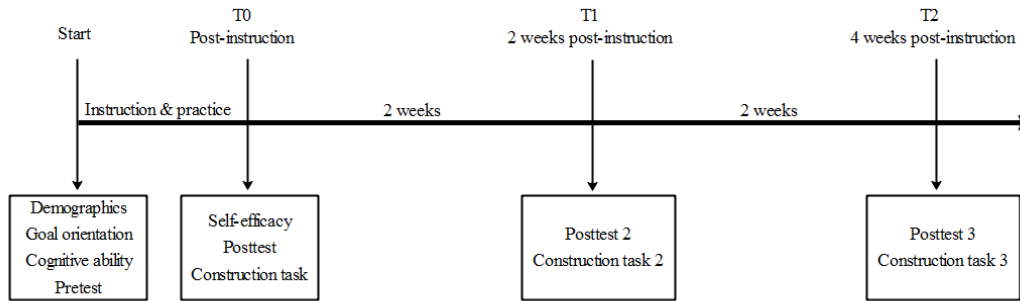 Start
T0
Post-instruction
T1
2 weeks post-instruction
T2
4 weeks post-instruction
Instruction & practice
2 weeks
2 weeks
Demographics
Goal orientation
Cognitive ability
Pretest
Self-efficacy
Posttest
Construction task
Posttest 2
Construction task 2
Posttest 3
Construction task 3